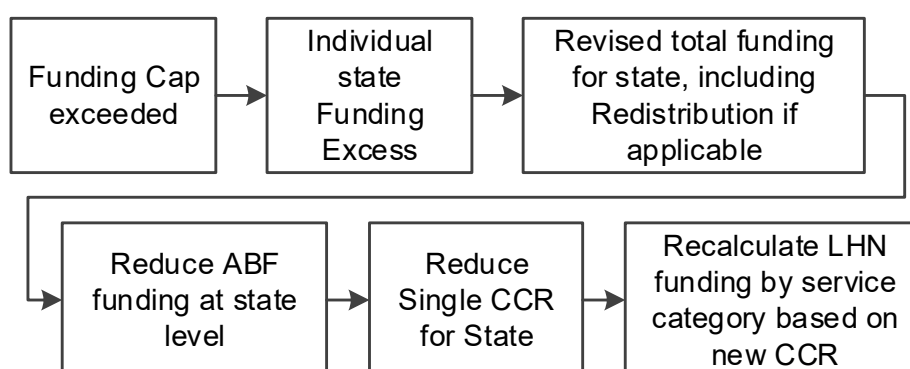 Funding Cap
exceeded
Individual
state
Funding
Excess
Revised total funding
for state, including
Redistribution if
applicable
Reduce ABF
funding at state
level
Reduce
Single CCR
for State
Recalculate LHN
funding by service
category based on
new CCR